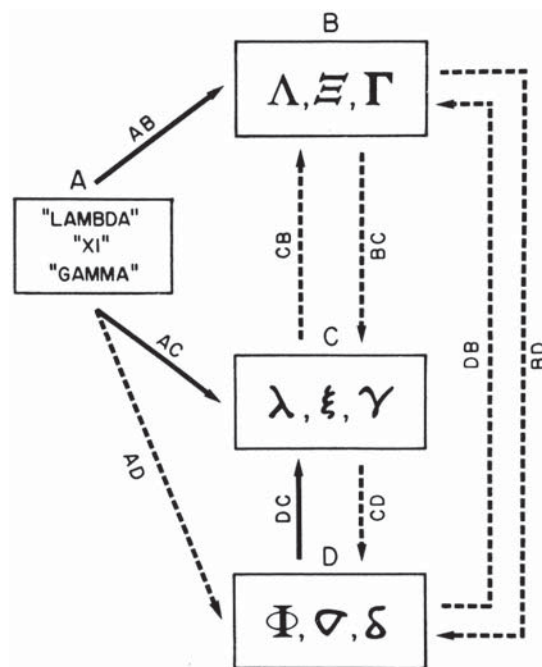 B
Λ, Ξ, Γ
AB
A
"LAMBDA"
"XI"
"GAMMA"
CB
BC
DB
BD
AC
C
λ, ξ, γ
AD
DC
CD
D
Φ, σ, δ